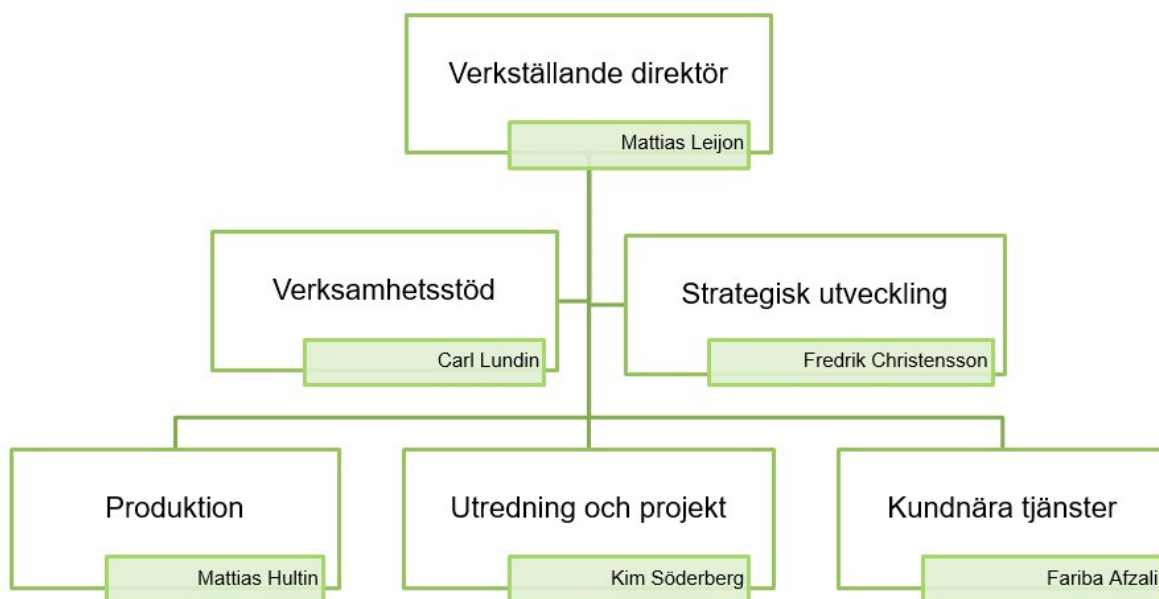 Verkställande direktör
Mattias Leijon
Verksamhetsstöd
Carl Lundin
Strategisk utveckling
Fredrik Christensson
Produktion
Mattias Hultin
Utredning och projekt
Kim Söderberg
Kundnära tjänster
Fariba Afzali